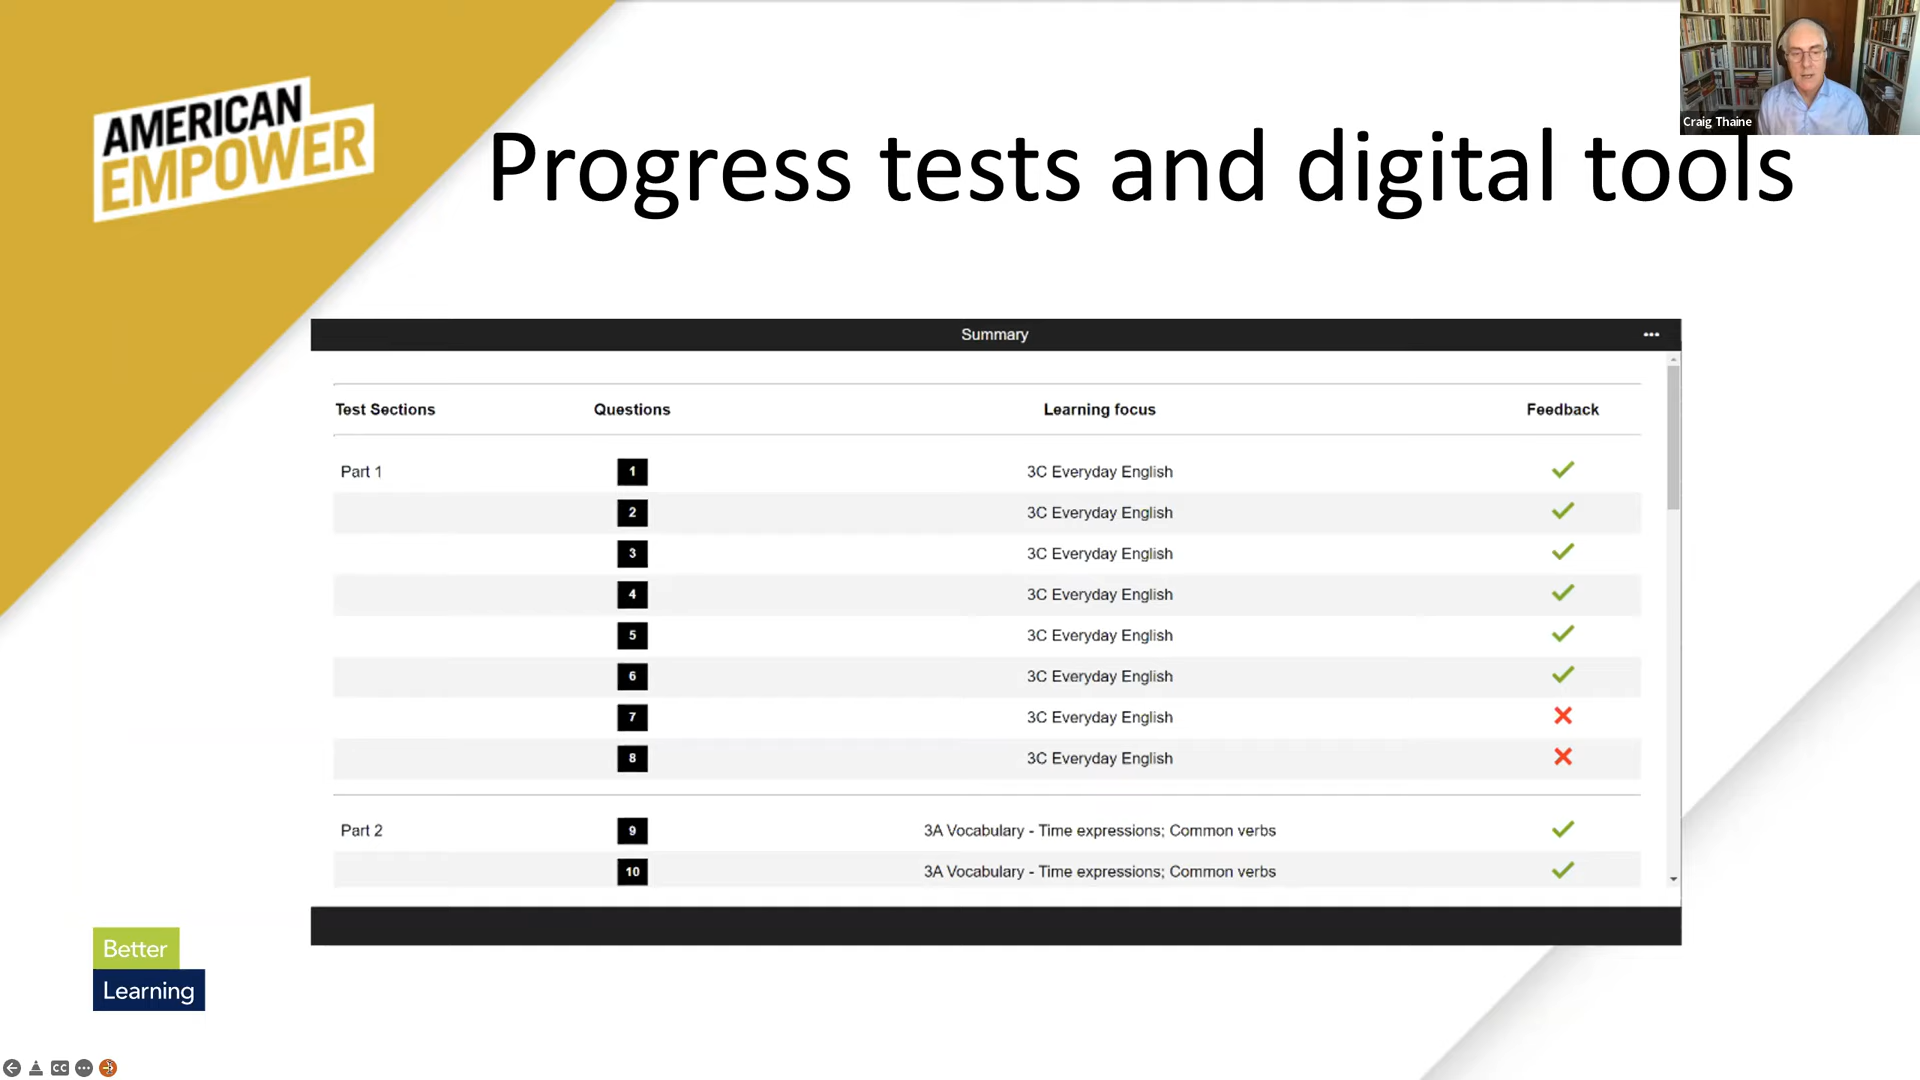 AMERICAN
EMPOWER
Progress tests and digital tools
Craig Thaine
Summary
Test Sections Questions Learning focus Feedback
Part 1 1 3C Everyday English
2 3C Everyday English
3 3C Everyday English
4 3C Everyday English
5 3C Everyday English
6 3C Everyday English
7 3C Everyday English
8 3C Everyday English
Part 2 9 3A Vocabulary - Time expressions; Common verbs
10 3A Vocabulary - Time expressions; Common verbs
Better
Learning
CC